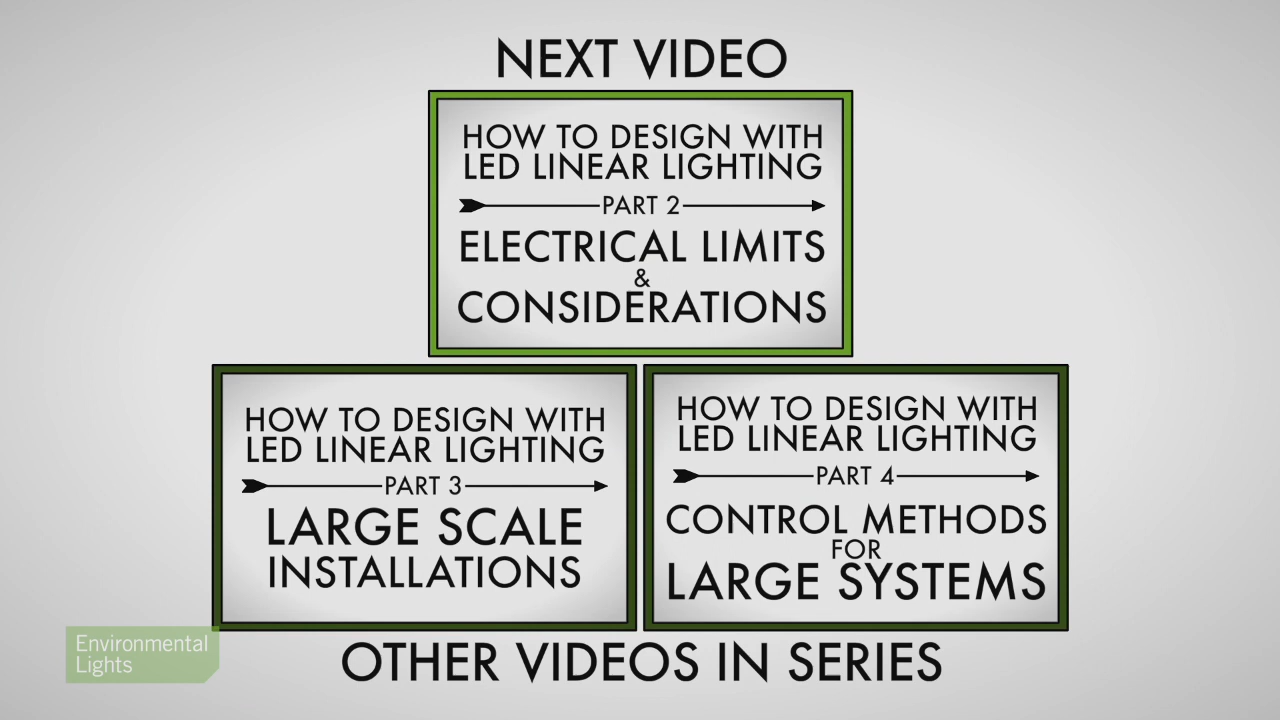 NEXT VIDEO
HOW TO DESIGN WITH
LED LINEAR LIGHTING
PART 2
ELECTRICAL LIMITS
&
CONSIDERATIONS
HOW TO DESIGN WITH
LED LINEAR LIGHTING
PART 3
LARGE SCALE
INSTALLATIONS
HOW TO DESIGN WITH
LED LINEAR LIGHTING
PART 4
CONTROL METHODS
FOR
LARGE SYSTEMS
Environmental
Lights
OTHER VIDEOS IN SERIES